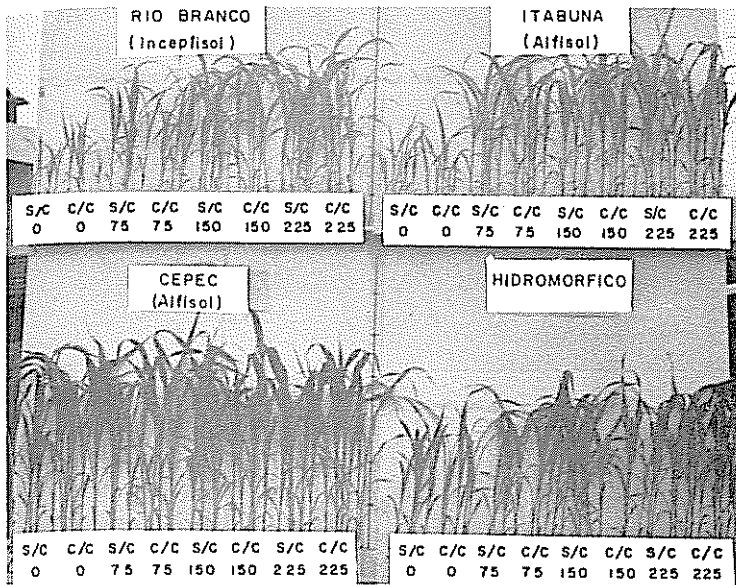 RIO BRANCO
(Inceptisol)
ITABUNA
(Alfisol)
S/C C/C S/C C/C S/C C/C S/C C/C
0 0 75 75 150 150 225 225
S/C C/C S/C C/C S/C C/C S/C C/C
0 0 75 75 150 150 225 225
CEPEC
(Alfisol)
HIDROMORFICO
S/C C/C S/C C/C S/C C/C S/C C/C
0 0 75 75 150 150 225 225
S/C C/C S/C C/C S/C C/C S/C C/C
0 0 75 75 150 150 225 225